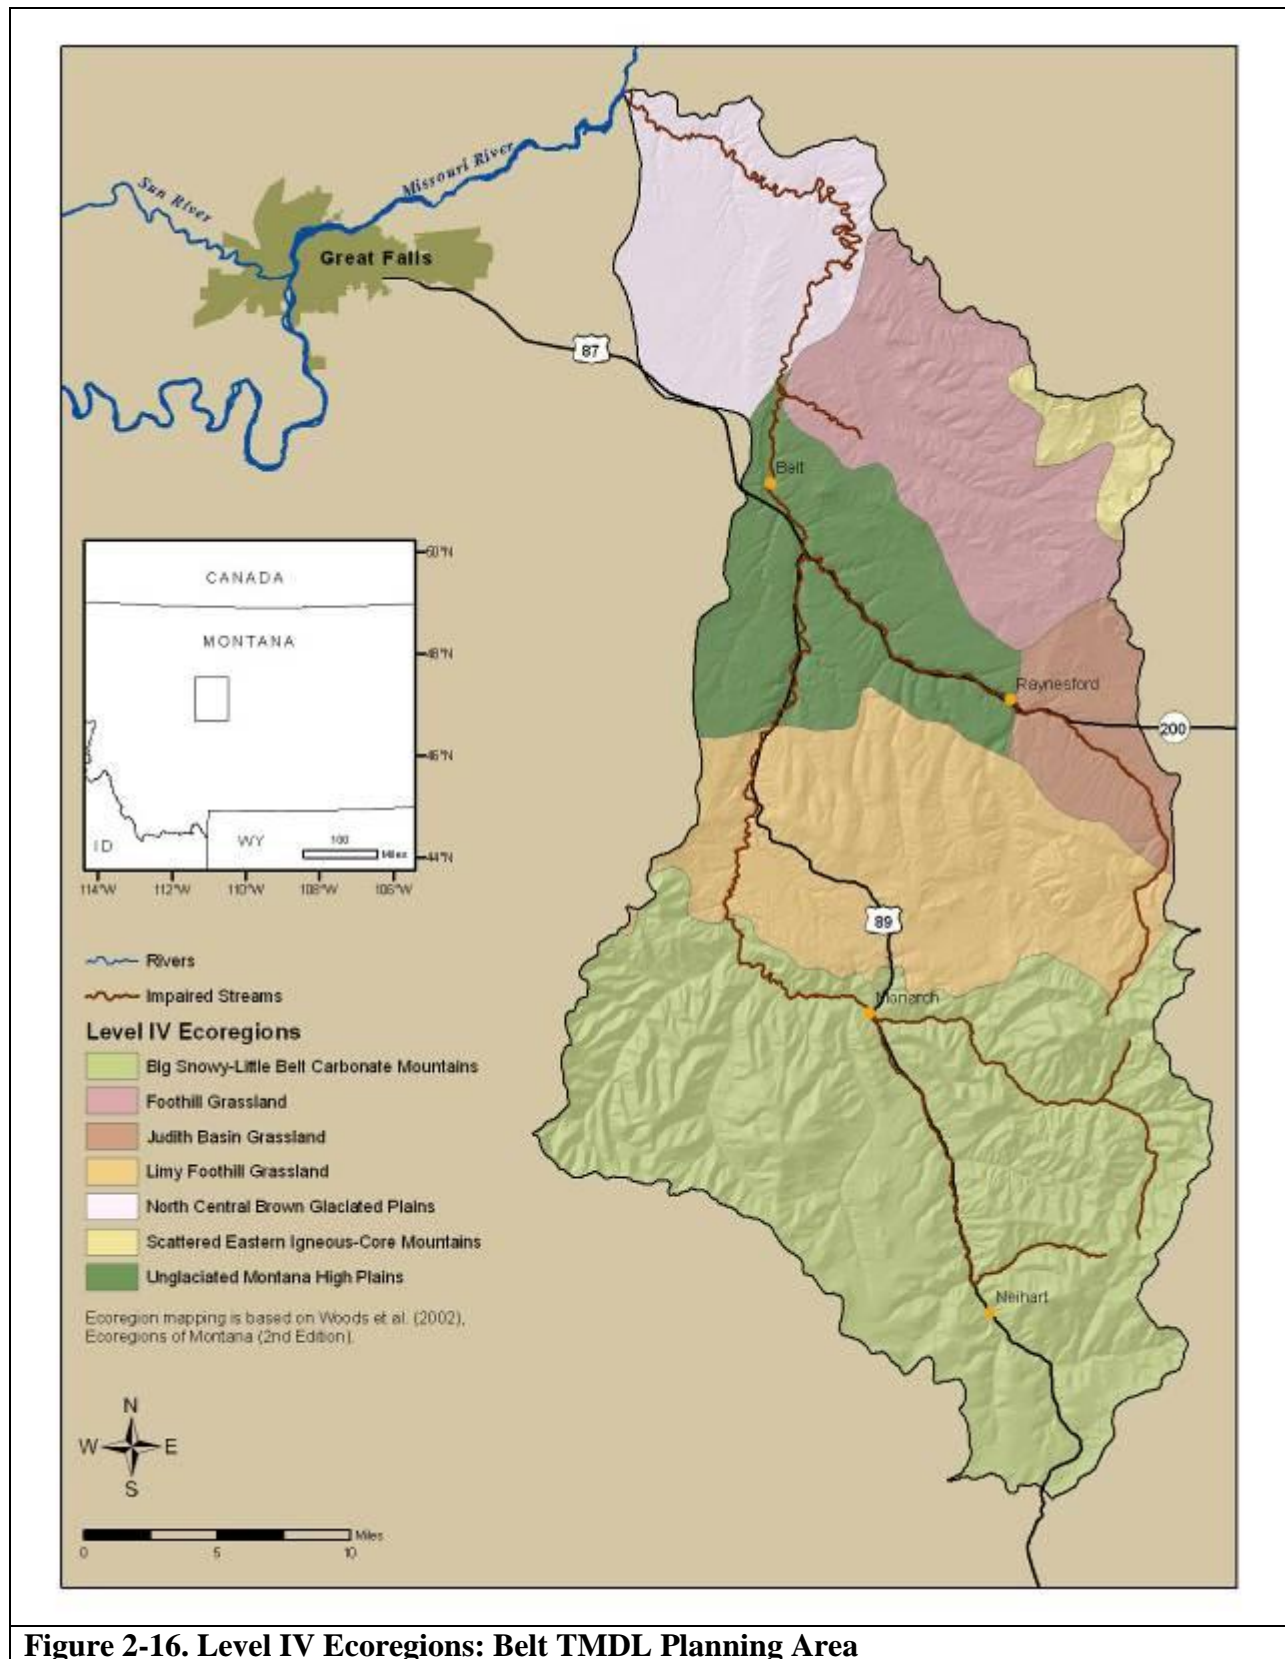 Sun River
Missouri River
Great Falls
87
Belt
Raynesford
200
89
Monarch
Neihart
CANADA
MONTANA
ID
WY
100
Miles
50°N
48°N
46°N
44°N
114°W
112°W
110°W
108°W
106°W
Rivers
Impaired Streams
Level IV Ecoregions
Big Snowy-Little Belt Carbonate Mountains
Foothill Grassland
Judith Basin Grassland
Limy Foothill Grassland
North Central Brown Glaciated Plains
Scattered Eastern Igneous-Core Mountains
Unglaciated Montana High Plains
Ecoregion mapping is based on Woods et al. (2002),
Ecoregions of Montana (2nd Edition).
N
W
E
S
Miles
0
5
10
Figure 2-16. Level IV Ecoregions: Belt TMDL Planning Area